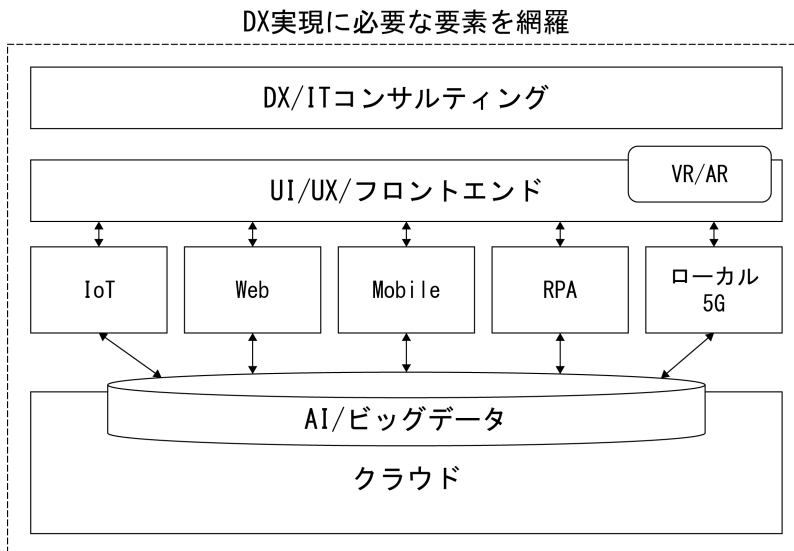 DX実現に必要な要素を網羅
DX/ITコンサルティング
VR/AR
UI/UX/フロントエンド
IoT
Web
Mobile
RPA
ローカル
5G
AI/ビッグデータ
クラウド